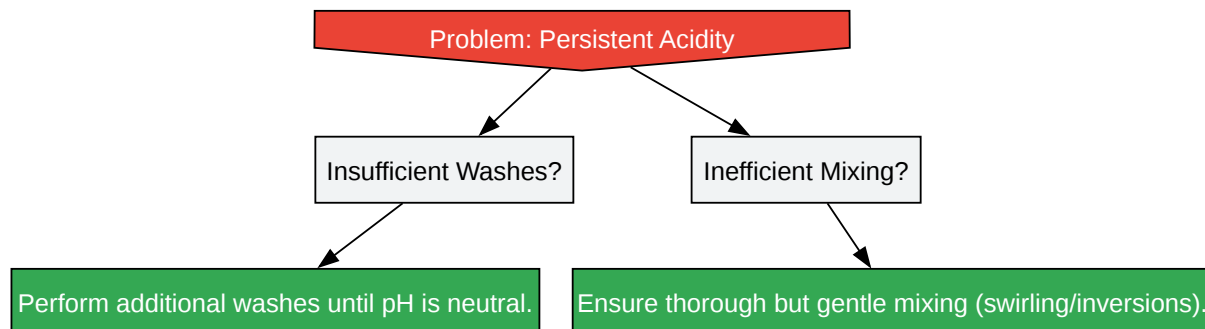 Problem: Persistent Acidity
Insufficient Washes?
Inefficient Mixing?
Perform additional washes until pH is neutral.
Ensure thorough but gentle mixing (swirling/inversions).